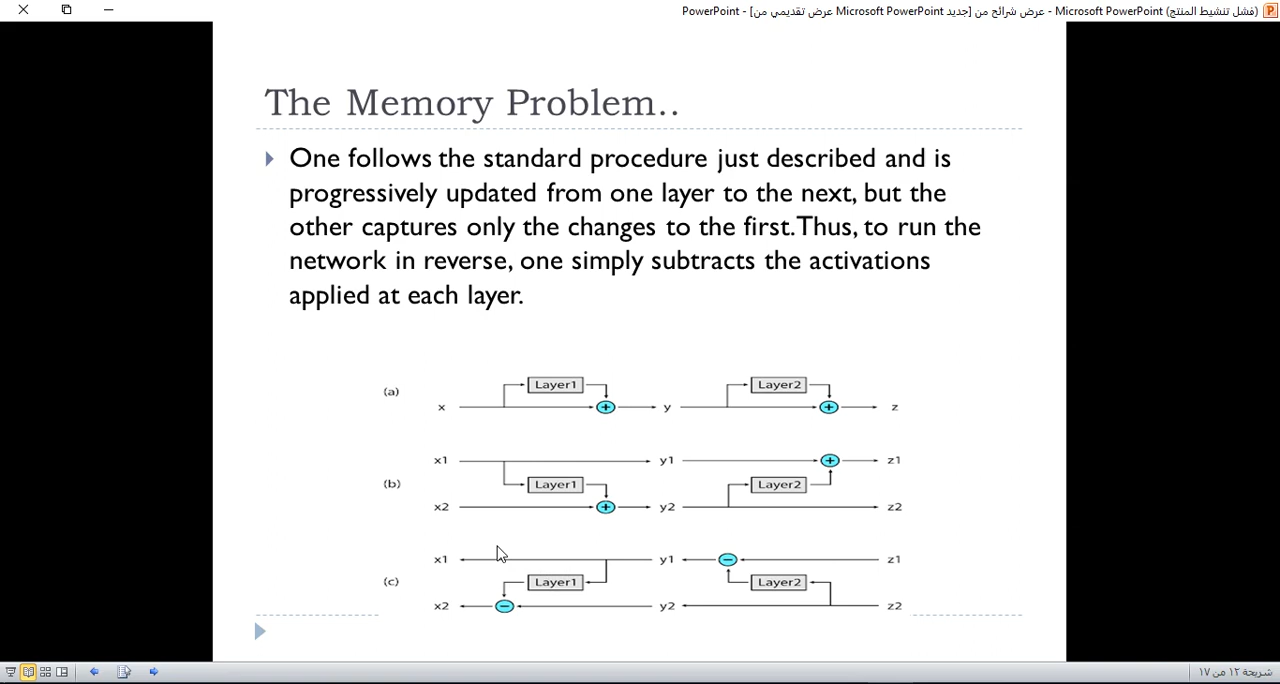 (فشل تنشيط المنتج) Microsoft PowerPoint - عرض شرائح من [جديد Microsoft PowerPoint عرض تقديمي من] - PowerPoint
The Memory Problem..
One follows the standard procedure just described and is
progressively updated from one layer to the next, but the
other captures only the changes to the first. Thus, to run the
network in reverse, one simply subtracts the activations
applied at each layer.
(a) x Layer1 + y Layer2 + z
x1 y1 + z1
(b) Layer1 Layer2
x2 + y2 z2
x1 y1 − z1
(c) Layer1 Layer2
x2 − y2 z2
شريحة ١٢ من ١٧